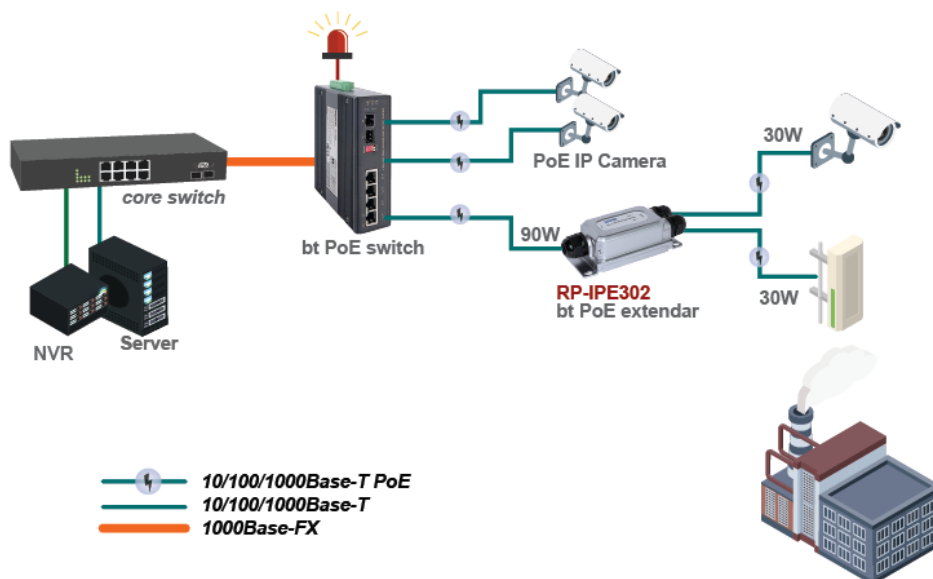 30W
PoE IP Camera
core switch
bt PoE switch
90W
RP-IPE302
bt PoE extendar
30W
NVR
Server
10/100/1000Base-T PoE
10/100/1000Base-T
1000Base-FX